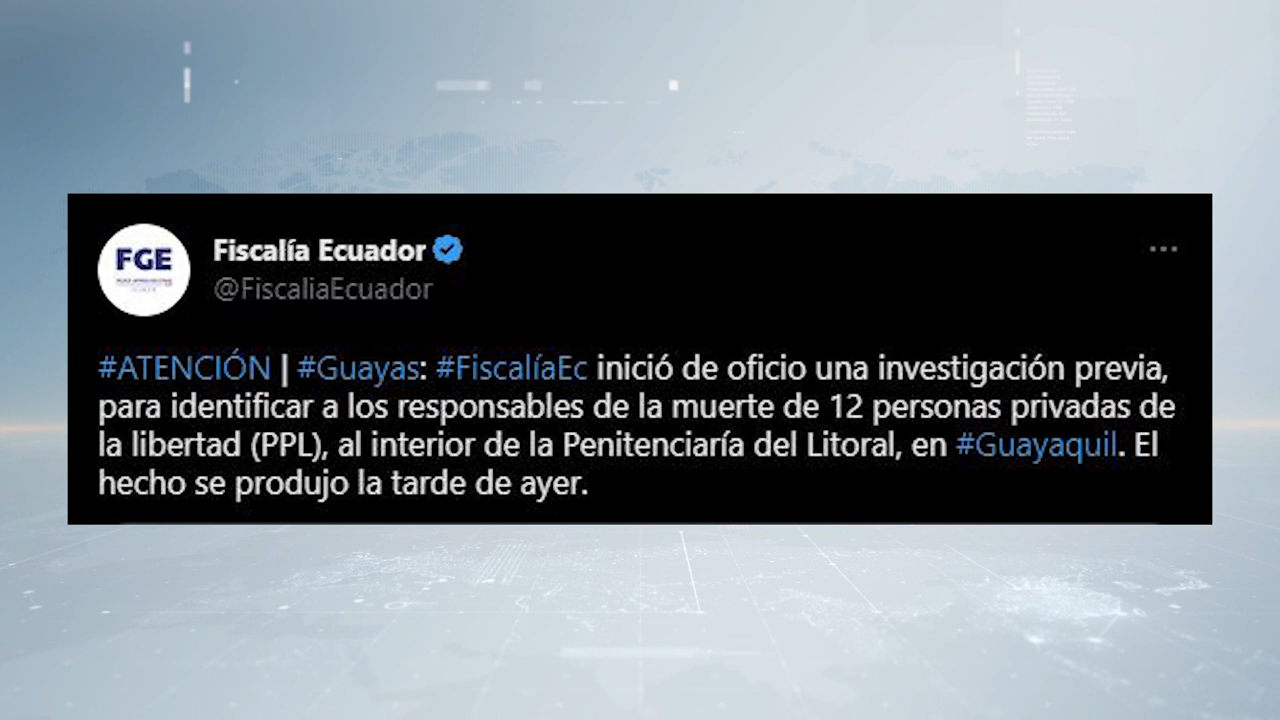 FGE
Fiscalía Ecuador
@FiscaliaEcuador
#ATENCIÓN | #Guayas: #FiscalíaEc inició de oficio una investigación previa,
para identificar a los responsables de la muerte de 12 personas privadas de
la libertad (PPL), al interior de la Penitenciaría del Litoral, en #Guayaquil. El
hecho se produjo la tarde de ayer.